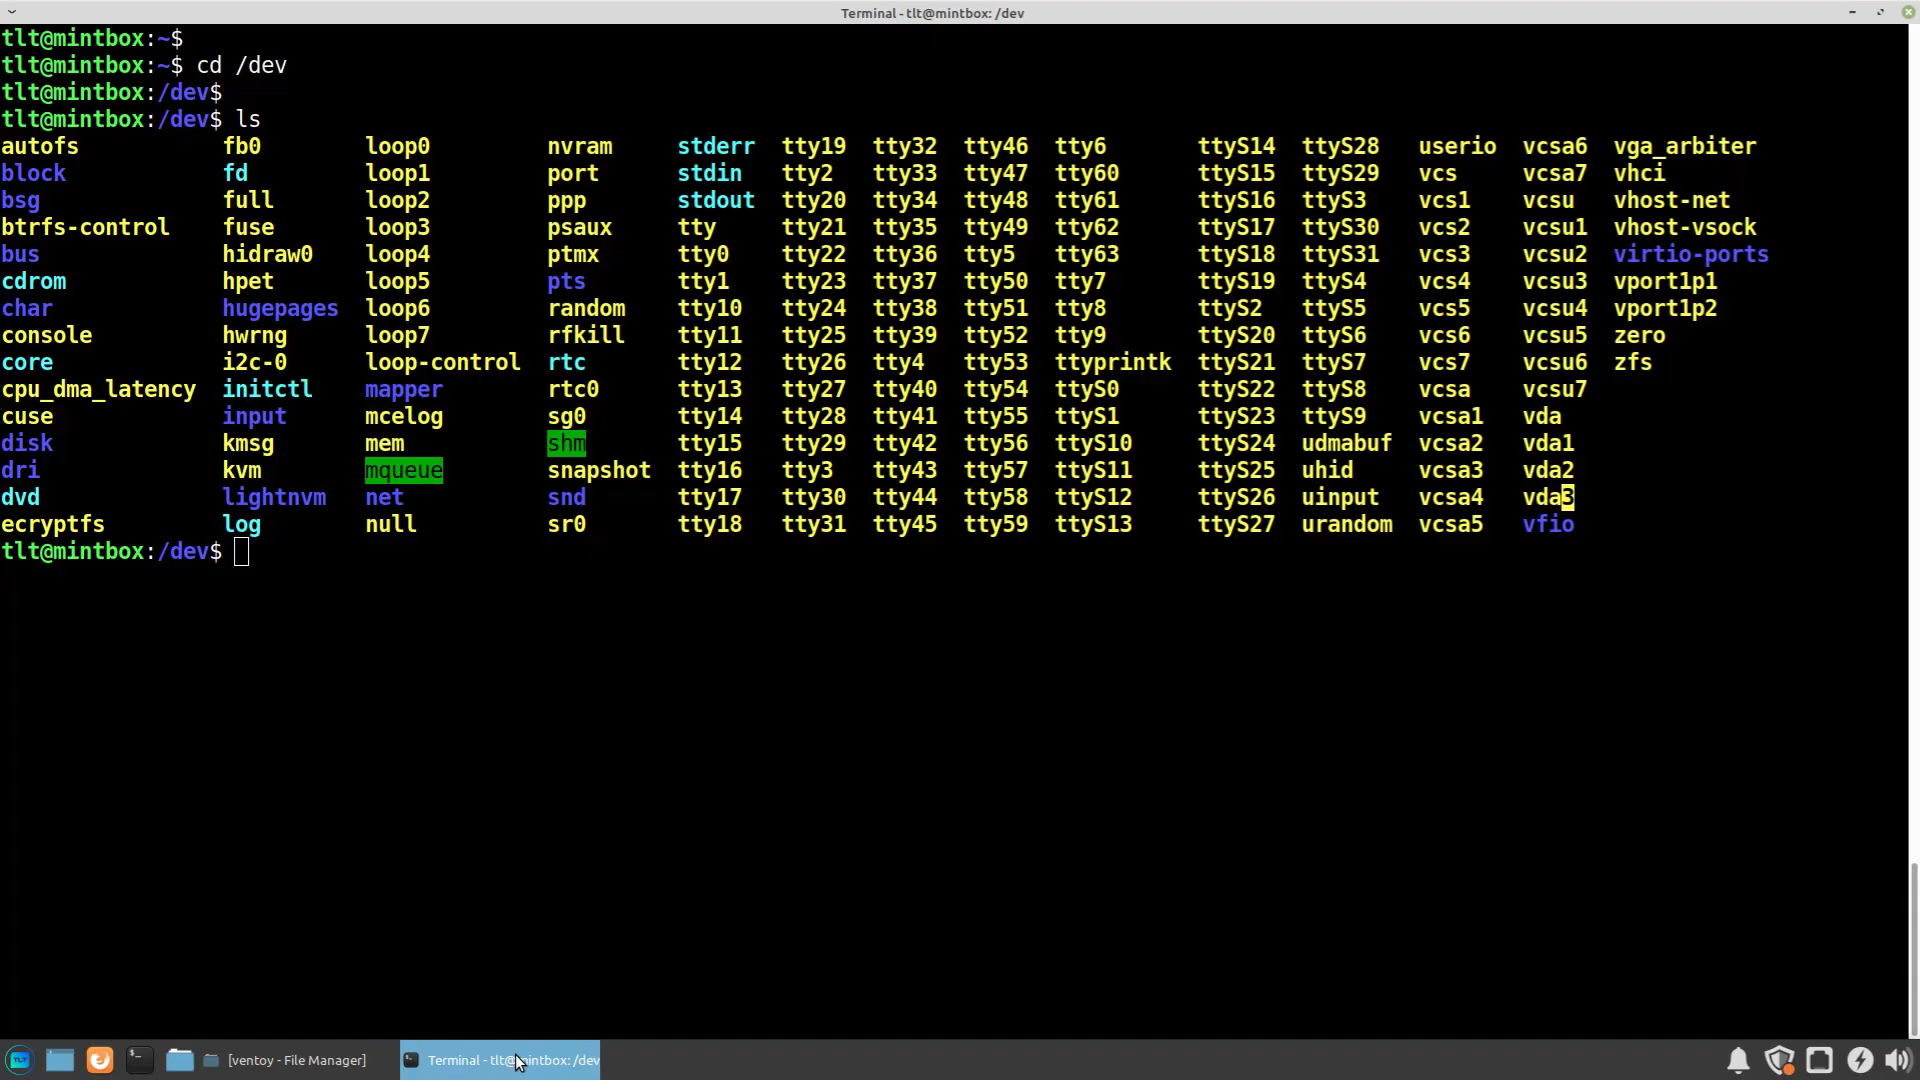 Terminal - tlt@mintbox: /dev
tlt@mintbox:~$
tlt@mintbox:~$ cd /dev
tlt@mintbox:/dev$
tlt@mintbox:/dev$ ls
autofs fb0 loop0 nvram stderr tty19 tty32 tty46 tty6 ttyS14 ttyS28 userio vcsa6 vga_arbiter
block fd loop1 port stdin tty2 tty33 tty47 tty60 ttyS15 ttyS29 vcs vcsa7 vhci
bsg full loop2 ppp stdout tty20 tty34 tty48 tty61 ttyS16 ttyS3 vcs1 vcsu vhost-net
btrfs-control fuse loop3 psaux tty tty21 tty35 tty49 tty62 ttyS17 ttyS30 vcs2 vcsu1 vhost-vsock
bus hidraw0 loop4 ptmx tty0 tty22 tty36 tty5 tty63 ttyS18 ttyS31 vcs3 vcsu2 virtio-ports
cdrom hpet loop5 pts tty1 tty23 tty37 tty50 tty7 ttyS19 ttyS4 vcs4 vcsu3 vport1p1
char hugepages loop6 random tty10 tty24 tty38 tty51 tty8 ttyS2 ttyS5 vcs5 vcsu4 vport1p2
console hwrng loop7 rfkill tty11 tty25 tty39 tty52 tty9 ttyS20 ttyS6 vcs6 vcsu5 zero
core i2c-0 loop-control rtc tty12 tty26 tty4 tty53 ttyprintk ttyS21 ttyS7 vcs7 vcsu6 zfs
cpu_dma_latency initctl mapper rtc0 tty13 tty27 tty40 tty54 ttyS0 ttyS22 ttyS8 vcsa vcsu7
cuse input mcelog sg0 tty14 tty28 tty41 tty55 ttyS1 ttyS23 ttyS9 vcsa1 vda
disk kmsg mem shm tty15 tty29 tty42 tty56 ttyS10 ttyS24 udmabuf vcsa2 vda1
dri kvm mqueue snapshot tty16 tty3 tty43 tty57 ttyS11 ttyS25 uhid vcsa3 vda2
dvd lightnvm net snd tty17 tty30 tty44 tty58 ttyS12 ttyS26 uinput vcsa4 vda3
ecryptfs log null sr0 tty18 tty31 tty45 tty59 ttyS13 ttyS27 urandom vcsa5 vfio
tlt@mintbox:/dev$
TLT [ventoy - File Manager] Terminal - tlt@mintbox: /dev